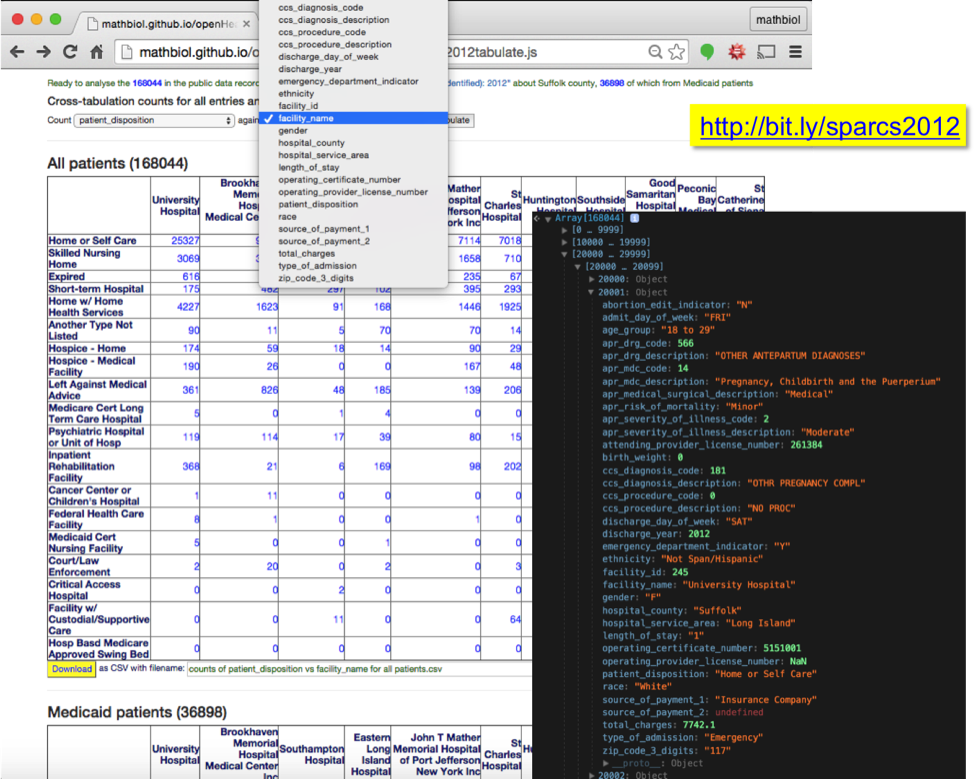 mathbiol.github.io/openHe
mathbiol
mathbiol.github.io/o
2012tabulate.js
Ready to analyse the 168044 in the public data recor
identified): 2012" about Suffolk county, 36898 of which from Medicaid patients
Cross-tabulation counts for all entries an
Count patient_disposition
again
ulate
ccs_diagnosis_code
ccs_diagnosis_description
ccs_procedure_code
ccs_procedure_description
discharge_day_of_week
discharge_year
emergency_department_indicator
ethnicity
facility_id
✓ facility_name
gender
hospital_county
hospital_service_area
length_of_stay
operating_certificate_number
operating_provider_license_number
patient_disposition
race
source_of_payment_1
source_of_payment_2
total_charges
type_of_admission
zip_code_3_digits
http://bit.ly/sparcs2012
All patients (168044)
University Hospital
Brookha
Mem
Hosp
Medical Ce
Mather
ospital
efferson
ork Inc
St Charles Hospital
Huntington
Hospital
Southside
Hospital
Good Samaritan Hospital
Peconic Bay Medical
St Catherine of Siena
Home or Self Care 25327 9 7114 7018
Skilled Nursing Home 3069 1658 710
Expired 616 235 67
Short-term Hospital 175 482 297 102 395 293
Home w/ Home Health Services 4227 1623 91 168 1446 1925
Another Type Not Listed 90 11 5 70 70 14
Hospice - Home 174 59 18 14 90 29
Hospice - Medical Facility 190 26 0 0 167 48
Left Against Medical Advice 361 826 48 185 139 206
Medicare Cert Long Term Care Hospital 5 0 1 4 0 0
Psychiatric Hospital or Unit of Hosp 119 114 17 39 80 15
Inpatient Rehabilitation Facility 368 21 6 169 98 202
Cancer Center or Children's Hospital 1 11 0 0 0 0
Federal Health Care Facility 8 1 0 0 1 0
Medicaid Cert Nursing Facility 5 0 0 1 0 0
Court/Law Enforcement 2 20 0 2 0 3
Critical Access Hospital 0 0 2 0 0 0
Facility w/ Custodial/Supportive Care 0 0 11 0 0 64
Hosp Basd Medicare Approved Swing Bed 0 0 0 0 0 0
Download as CSV with filename: counts of patient_disposition vs facility_name for all patients.csv
Medicaid patients (36898)
University Hospital
Brookhaven Memorial Hospital Medical Center Inc
Southampton Hospital
Eastern Long Island Hospital
John T Mather Memorial Hospital of Port Jefferson New York Inc
St Charles Hospital
Hu
Array[168044]
[0 … 9999]
[10000 … 19999]
[20000 … 29999]
[20000 … 20099]
20000: Object
20001: Object
abortion_edit_indicator: "N"
admit_day_of_week: "FRI"
age_group: "18 to 29"
apr_drg_code: 566
apr_drg_description: "OTHER ANTEPARTUM DIAGNOSES"
apr_mdc_code: 14
apr_mdc_description: "Pregnancy, Childbirth and the Puerperium"
apr_medical_surgical_description: "Medical"
apr_risk_of_mortality: "Minor"
apr_severity_of_illness_code: 2
apr_severity_of_illness_description: "Moderate"
attending_provider_license_number: 261384
birth_weight: 0
ccs_diagnosis_code: 181
ccs_diagnosis_description: "OTHR PREGNANCY COMPL"
ccs_procedure_code: 0
ccs_procedure_description: "NO PROC"
discharge_day_of_week: "SAT"
discharge_year: 2012
emergency_department_indicator: "Y"
ethnicity: "Not Span/Hispanic"
facility_id: 245
facility_name: "University Hospital"
gender: "F"
hospital_county: "Suffolk"
hospital_service_area: "Long Island"
length_of_stay: "1"
operating_certificate_number: 5151001
operating_provider_license_number: NaN
patient_disposition: "Home or Self Care"
race: "White"
source_of_payment_1: "Insurance Company"
source_of_payment_2: undefined
total_charges: 7742.1
type_of_admission: "Emergency"
zip_code_3_digits: "117"
__proto__: Object
20002: Object